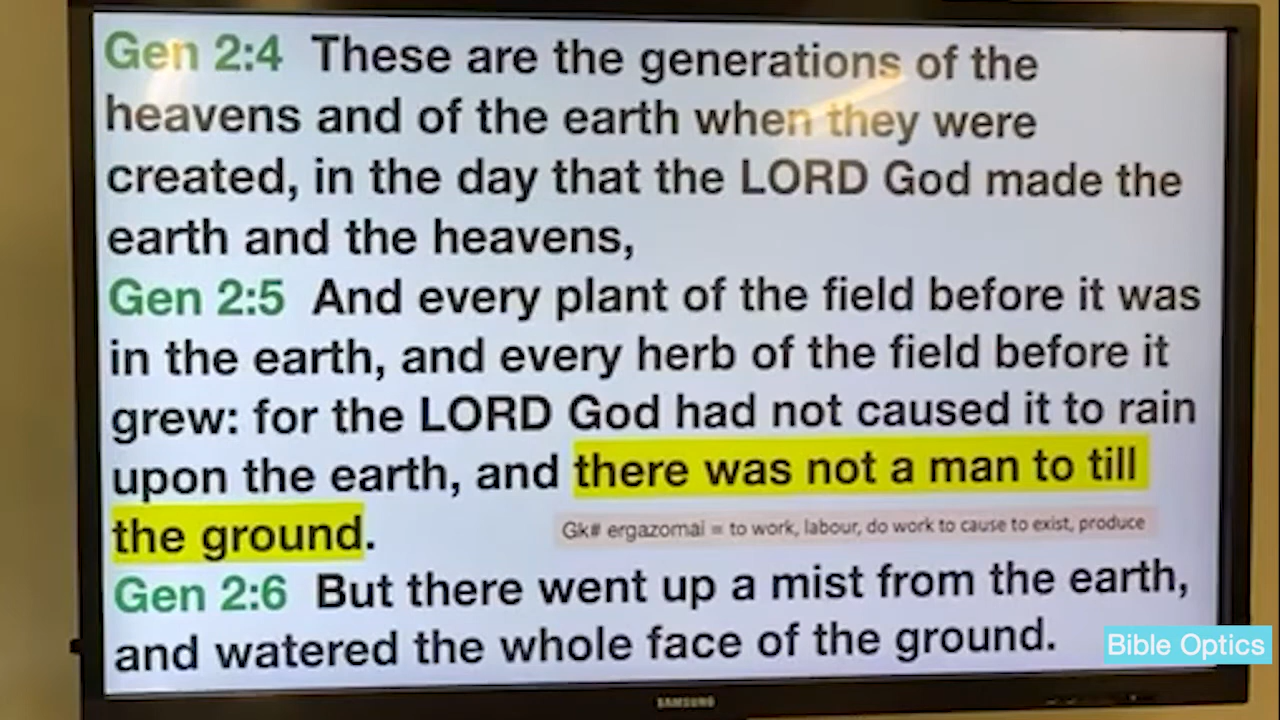 Gen 2:4 These are the generations of the
heavens and of the earth when they were
created, in the day that the LORD God made the
earth and the heavens,
Gen 2:5 And every plant of the field before it was
in the earth, and every herb of the field before it
grew: for the LORD God had not caused it to rain
upon the earth, and there was not a man to till
the ground.
Gk# ergazomai = to work, labour, do work to cause to exist, produce
Gen 2:6 But there went up a mist from the earth,
and watered the whole face of the ground.
Bible Optics
SAMSUNG